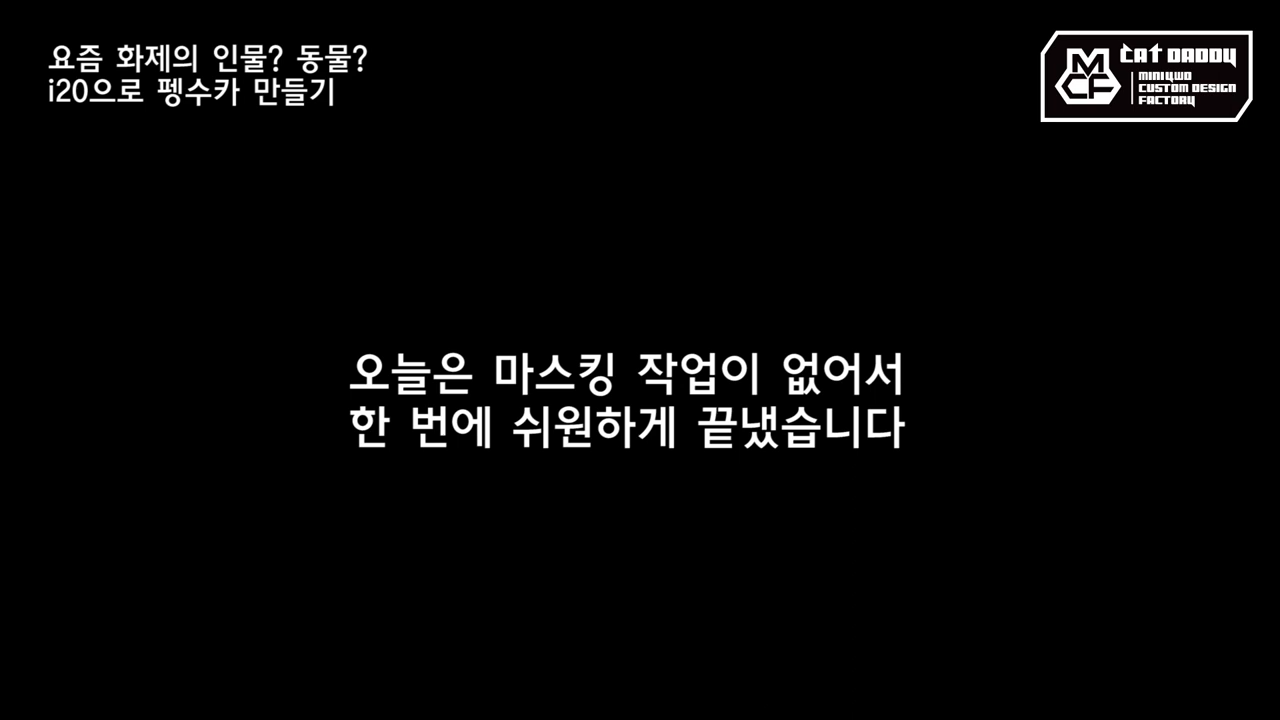 요즘 화제의 인물? 동물?
i20으로 펭수카 만들기
CAT DADDY
MCF
MINI4WD
CUSTOM DESIGN
FACTORY
오늘은 마스킹 작업이 없어서
한 번에 쉬원하게 끝냈습니다